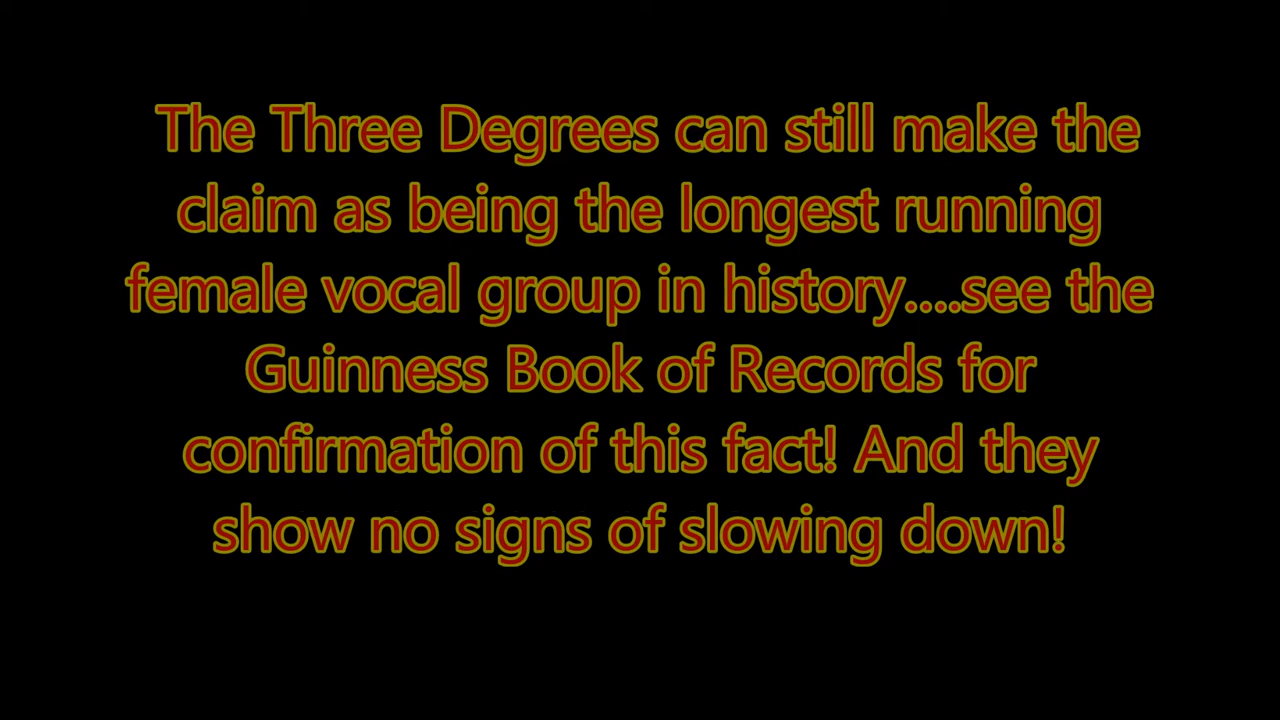 The Three Degrees can still make the
claim as being the longest running
female vocal group in history....see the
Guinness Book of Records for
confirmation of this fact! And they
show no signs of slowing down!